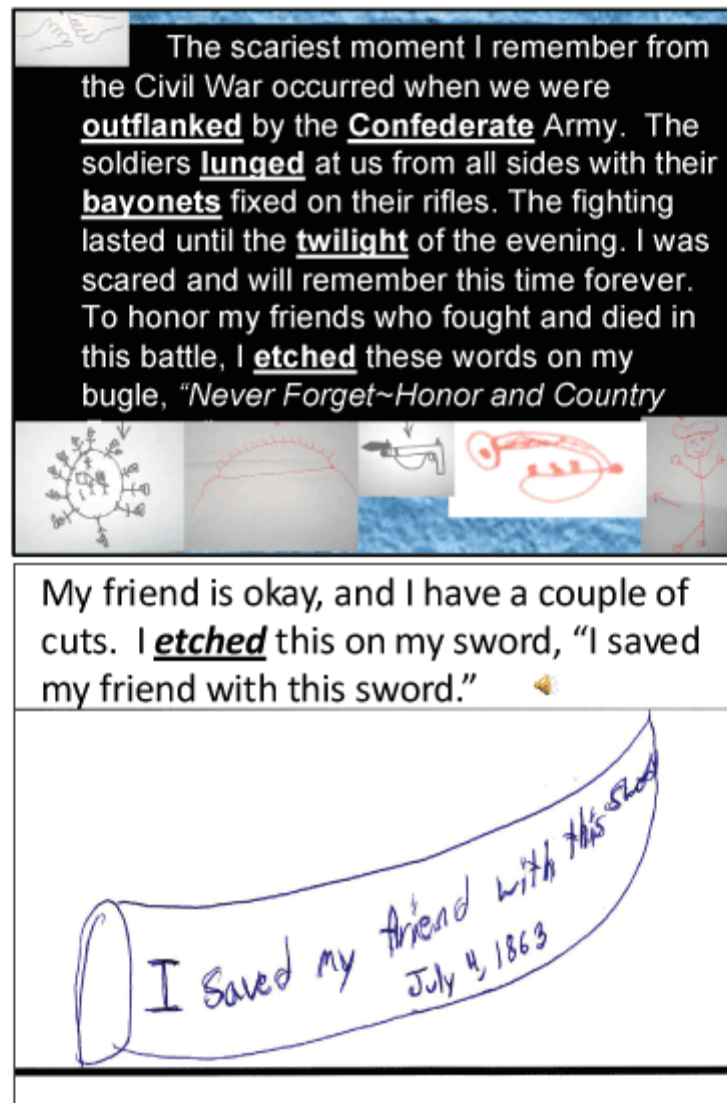 The scariest moment I remember from
the Civil War occurred when we were
outflanked by the Confederate Army.  The
soldiers lunged at us from all sides with their
bayonets fixed on their rifles. The fighting
lasted until the twilight of the evening. I was
scared and will remember this time forever.
To honor my friends who fought and died in
this battle, I etched these words on my
bugle, “Never Forget~Honor and Country
My friend is okay, and I have a couple of
cuts.  I etched this on my sword, “I saved
my friend with this sword.”
I saved my friend with this
July 4, 1863